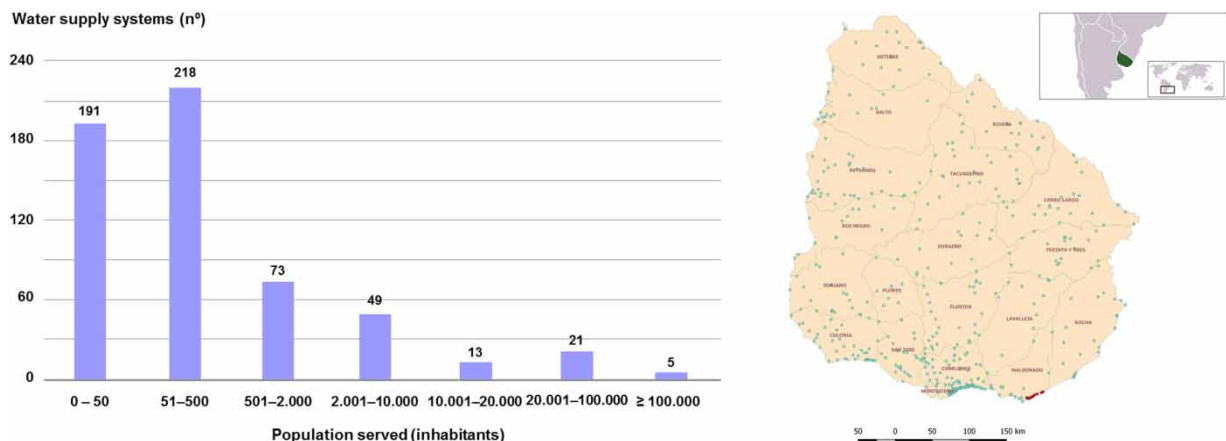 Water supply systems (nº)
240
180
120
60
0
191
218
73
49
13
21
5
0 – 50
51–500
501–2.000
2.001–10.000
10.001–20.000
20.001–100.000
≥ 100.000
Population served (inhabitants)
ARTIGAS
SALTO
RIVERA
PAYSANDU
TACUAREMBO
CERRO LARGO
RIO NEGRO
DURAZNO
TREINTA Y TRES
SORIANO
FLORES
FLORIDA
LAVALLEJA
ROCHA
COLONIA
SAN JOSE
CANELONES
MALDONADO
MONTEVIDEO
50 0 50 100 150 km